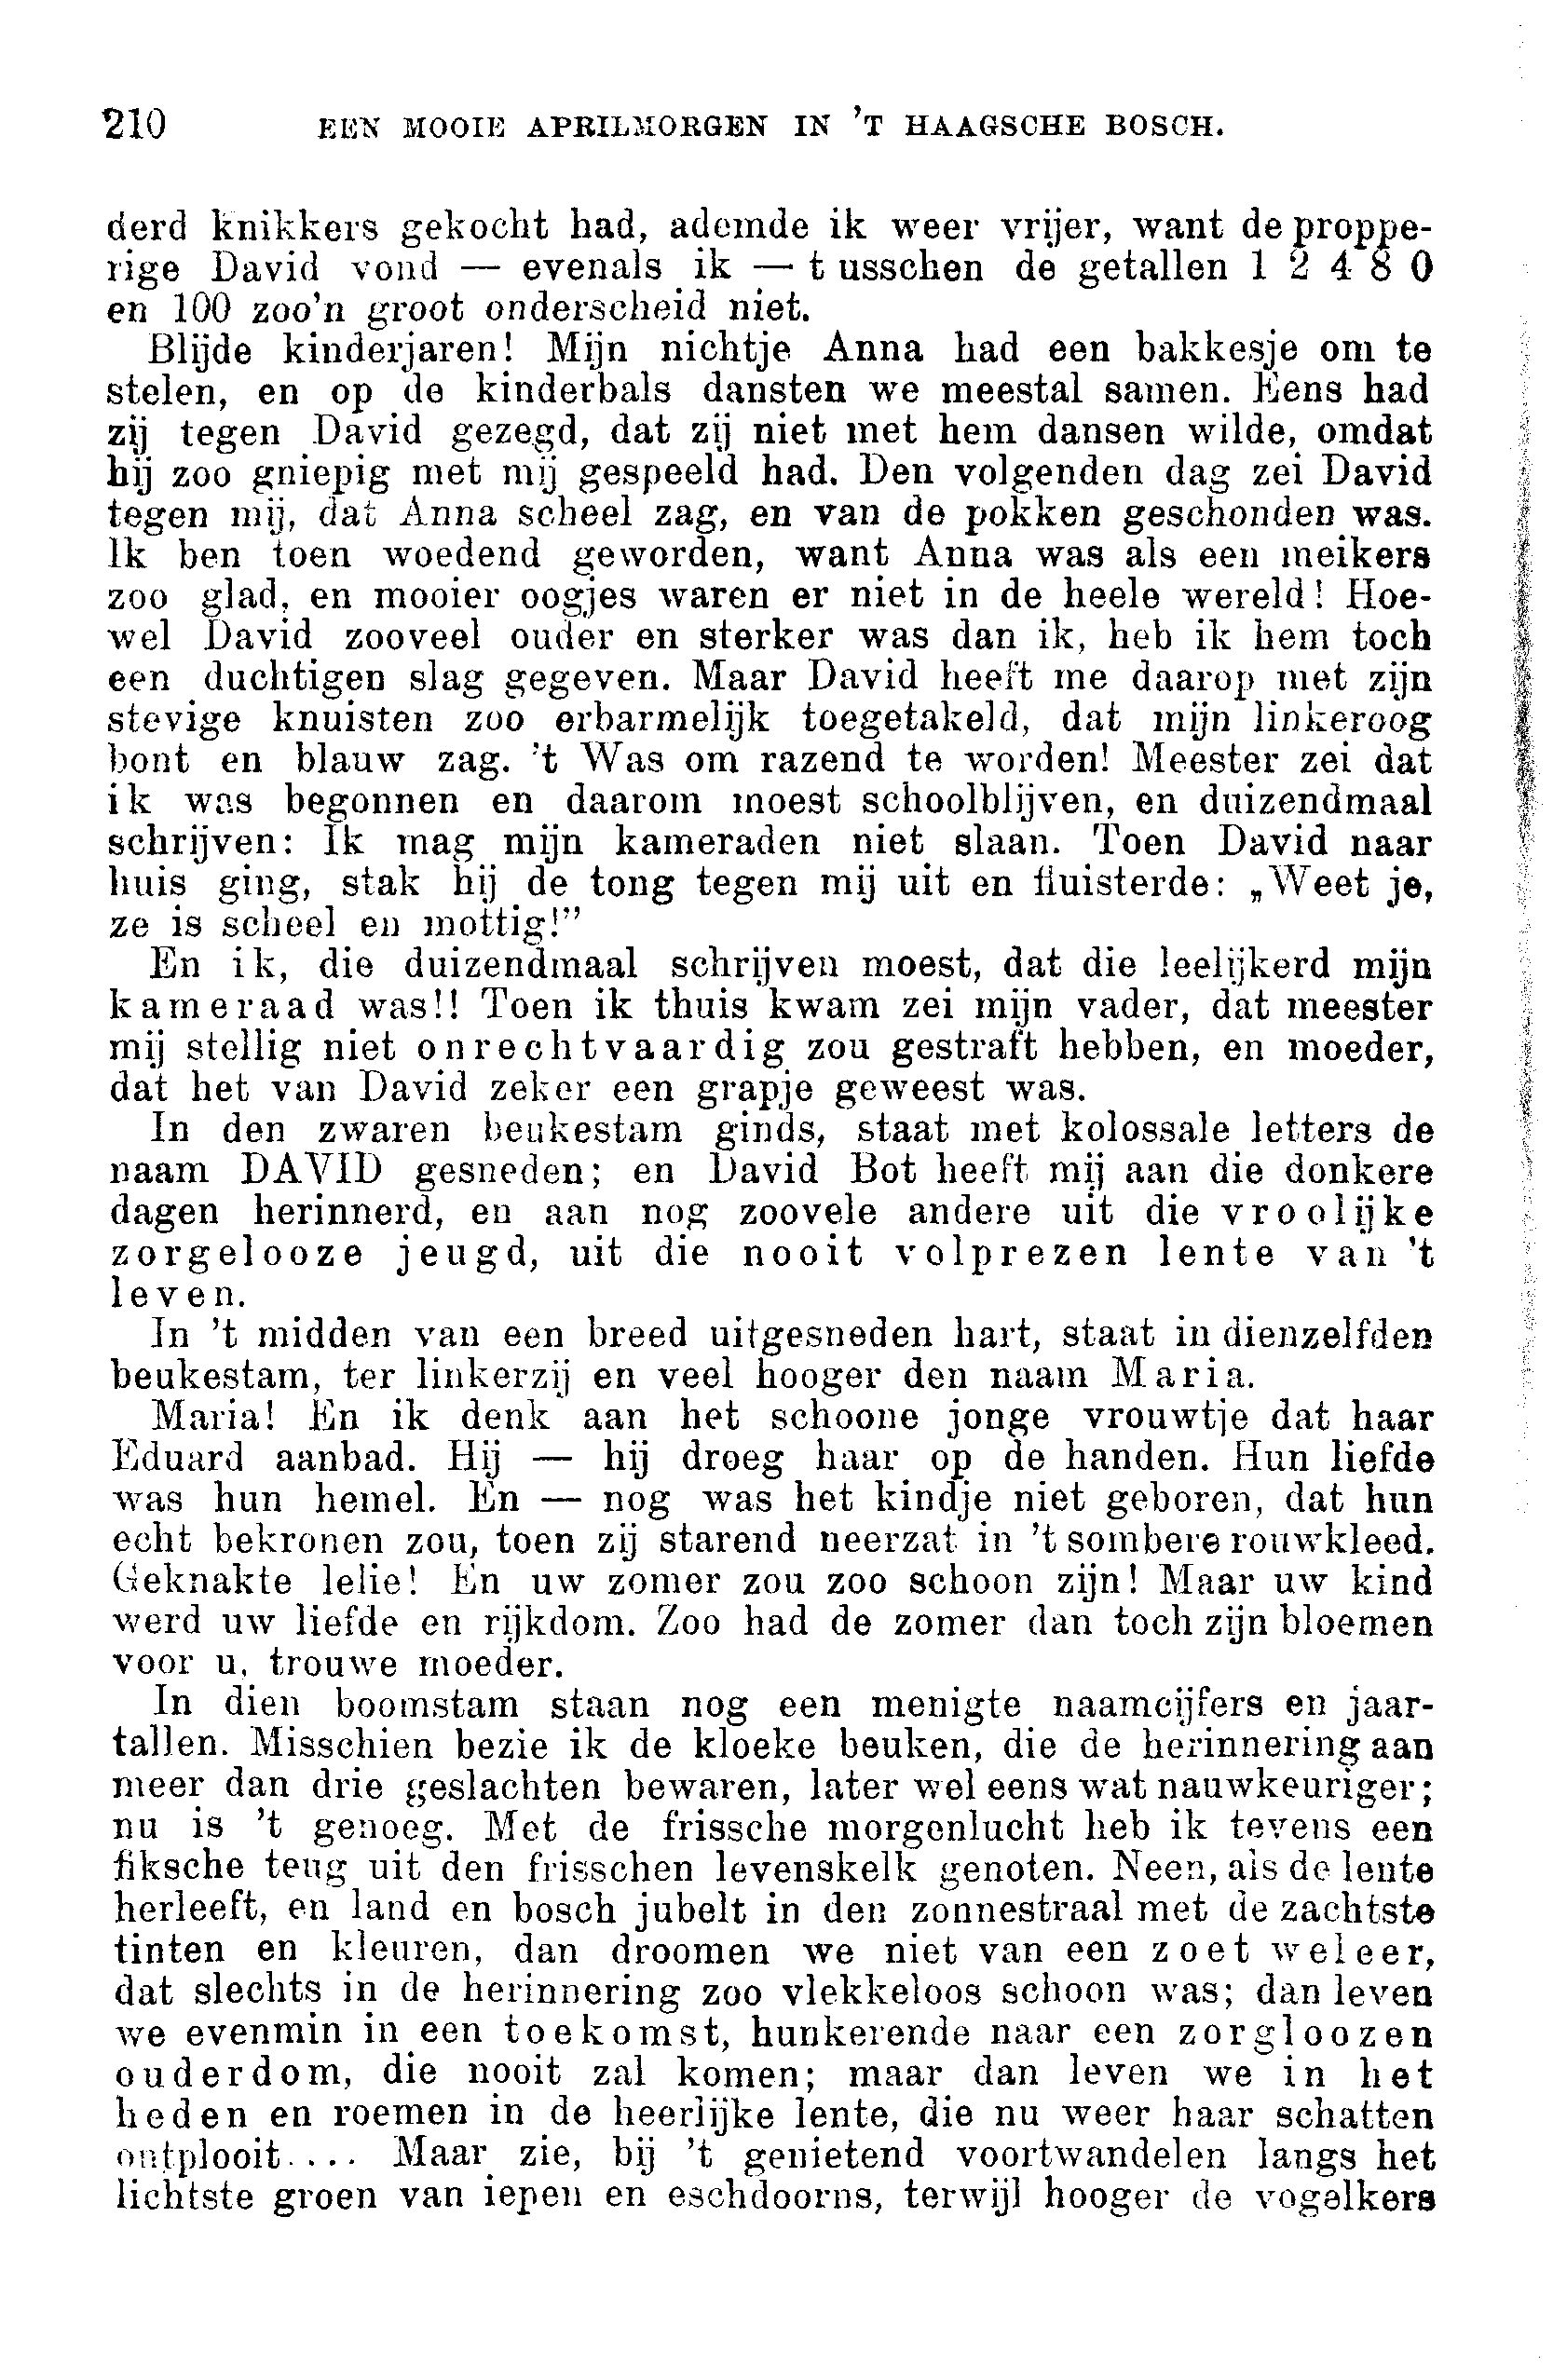 210 EEN MOOIE APRILMORGEN IN 'T HAAGSCHE BOSCH.
derd knikkers gekocht had, ademde ik weer vrijer, want de proppe-
rige David vond — evenals ik — t usschen de getallen 1 2 4 8 0
en 100 zoo'n groot onderscheid niet.
Blijde kinderjaren! Mijn nichtje Anna had een bakkesje om te
stelen, en op de kinderbals dansten we meestal samen. Eens had
zij tegen David gezegd, dat zij niet met hem dansen wilde, omdat
hij zoo gniepig met mij gespeeld had. Den volgenden dag zei David
tegen mij, dat Anna scheel zag, en van de pokken geschonden was.
Ik ben toen woedend geworden, want Anna was als een meikers
zoo glad, en mooier oogjes waren er niet in de heele wereld! Hoe-
wel David zooveel ouder en sterker was dan ik, heb ik hem toch
een duchtigen slag gegeven. Maar David heeft me daarop met zijn
stevige knuisten zoo erbarmelijk toegetakeld, dat mijn linkeroog
bont en blauw zag. 't Was om razend te worden! Meester zei dat
ik was begonnen en daarom moest schoolblijven, en duizendmaal
schrijven: Ik mag mijn kameraden niet slaan. Toen David naar
huis ging, stak hij de tong tegen mij uit en fluisterde: „Weet je,
ze is scheel en mottig!”
En ik, die duizendmaal schrijven moest, dat die leelijkerd mijn
kameraad was!! Toen ik thuis kwam zei mijn vader, dat meester
mij stellig niet onrechtvaardig zou gestraft hebben, en moeder,
dat het van David zeker een grapje geweest was.
In den zwaren beukestam ginds, staat met kolossale letters de
naam DAVID gesneden; en David Bot heeft mij aan die donkere
dagen herinnerd, en aan nog zoovele andere uit die vroolijke
zorgelooze jeugd, uit die nooit volprezen lente van 't
leven.
In 't midden van een breed uitgesneden hart, staat in dienzelfden
beukestam, ter linkerzij en veel hooger den naam Maria.
Maria! En ik denk aan het schoone jonge vrouwtje dat haar
Eduard aanbad. Hij — hij droeg haar op de handen. Hun liefde
was hun hemel. En — nog was het kindje niet geboren, dat hun
echt bekronen zou, toen zij starend neerzat in 't sombere rouwkleed.
Geknakte lelie! En uw zomer zou zoo schoon zijn! Maar uw kind
werd uw liefde en rijkdom. Zoo had de zomer dan toch zijn bloemen
voor u, trouwe moeder.
In dien boomstam staan nog een menigte naamcijfers en jaar-
tallen. Misschien bezie ik de kloeke beuken, die de herinnering aan
meer dan drie geslachten bewaren, later wel eens wat nauwkeuriger;
nu is 't genoeg. Met de frissche morgenlucht heb ik tevens een
fiksche teug uit den frisschen levenskelk genoten. Neen, als de lente
herleeft, en land en bosch jubelt in den zonnestraal met de zachtste
tinten en kleuren, dan droomen we niet van een zoet weleer,
dat slechts in de herinnering zoo vlekkeloos schoon was; dan leven
we evenmin in een toekomst, hunkerende naar een zorgloozen
ouderdom, die nooit zal komen; maar dan leven we in het
heden en roemen in de heerlijke lente, die nu weer haar schatten
ontplooit.... Maar zie, bij 't genietend voortwandelen langs het
lichtste groen van iepen en eschdoorns, terwijl hooger de vogelkers